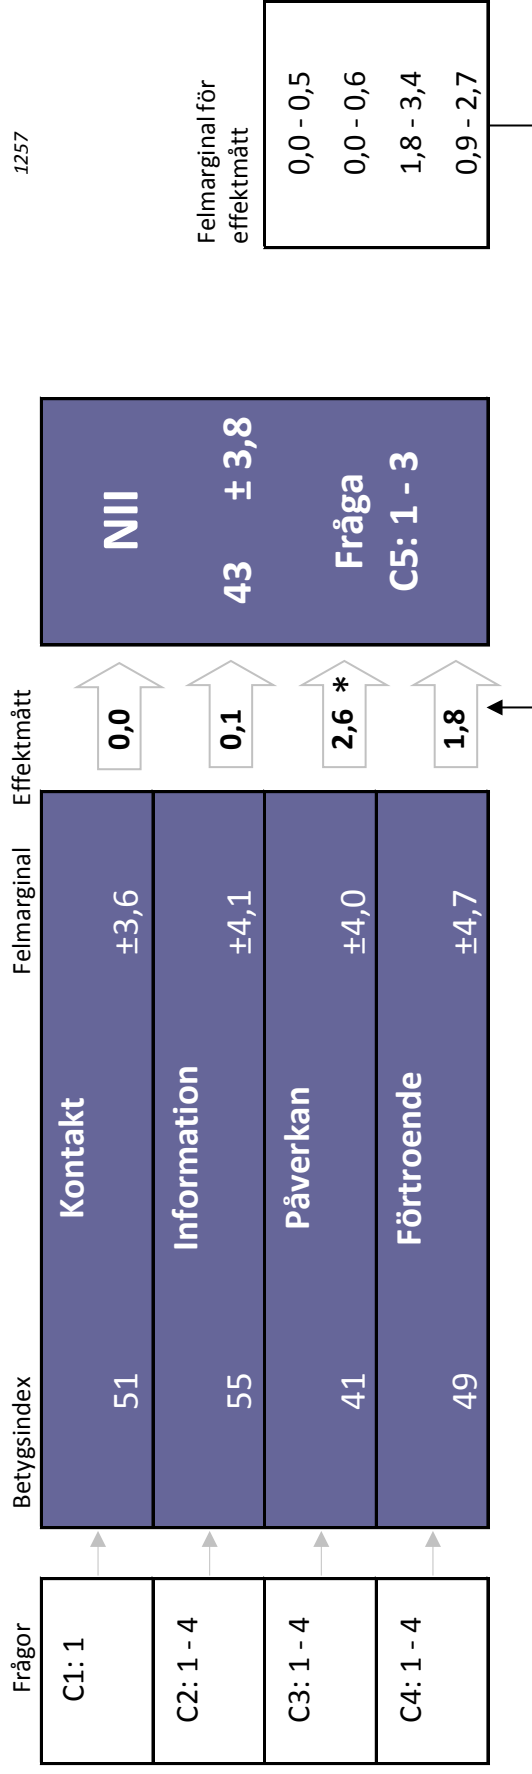 1257
Frågor
Betygsindex
Felmarginal
Effektmått
Felmarginal för
effektmått
C1: 1
51
Kontakt
±3,6
0,0
0,0 - 0,5
C2: 1 - 4
55
Information
±4,1
0,1
0,0 - 0,6
C3: 1 - 4
41
Påverkan
±4,0
2,6 *
1,8 - 3,4
C4: 1 - 4
49
Förtroende
±4,7
1,8
0,9 - 2,7
NII
43 ± 3,8
Fråga
C5: 1 - 3